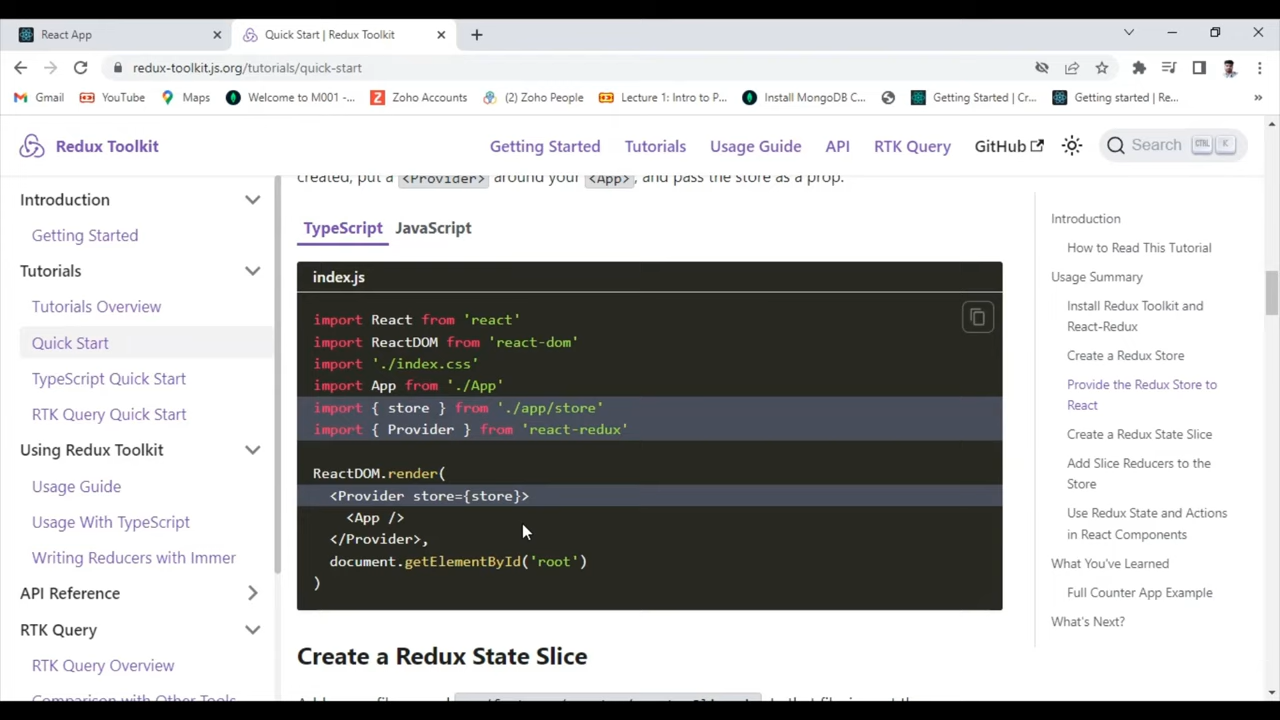 React App
Quick Start | Redux Toolkit
redux-toolkit.js.org/tutorials/quick-start
Gmail
YouTube
Maps
Welcome to M001 -...
Zoho Accounts
(2) Zoho People
Lecture 1: Intro to P...
Install MongoDB C...
Getting Started | Cr...
Getting started | Re...
»
Redux Toolkit
Getting Started
Tutorials
Usage Guide
API
RTK Query
GitHub
Search
CTRL
K
Introduction
Getting Started
Tutorials
Tutorials Overview
Quick Start
TypeScript Quick Start
RTK Query Quick Start
Using Redux Toolkit
Usage Guide
Usage With TypeScript
Writing Reducers with Immer
API Reference
RTK Query
RTK Query Overview
Comparison with Other Tools
created, put a <Provider> around your <App>, and pass the store as a prop.
TypeScript
JavaScript
index.js
import React from 'react'
import ReactDOM from 'react-dom'
import './index.css'
import App from './App'
import { store } from './app/store'
import { Provider } from 'react-redux'
ReactDOM.render(
<Provider store={store}>
<App />
</Provider>,
document.getElementById('root')
)
Create a Redux State Slice
Introduction
How to Read This Tutorial
Usage Summary
Install Redux Toolkit and
React-Redux
Create a Redux Store
Provide the Redux Store to
React
Create a Redux State Slice
Add Slice Reducers to the
Store
Use Redux State and Actions
in React Components
What You've Learned
Full Counter App Example
What's Next?